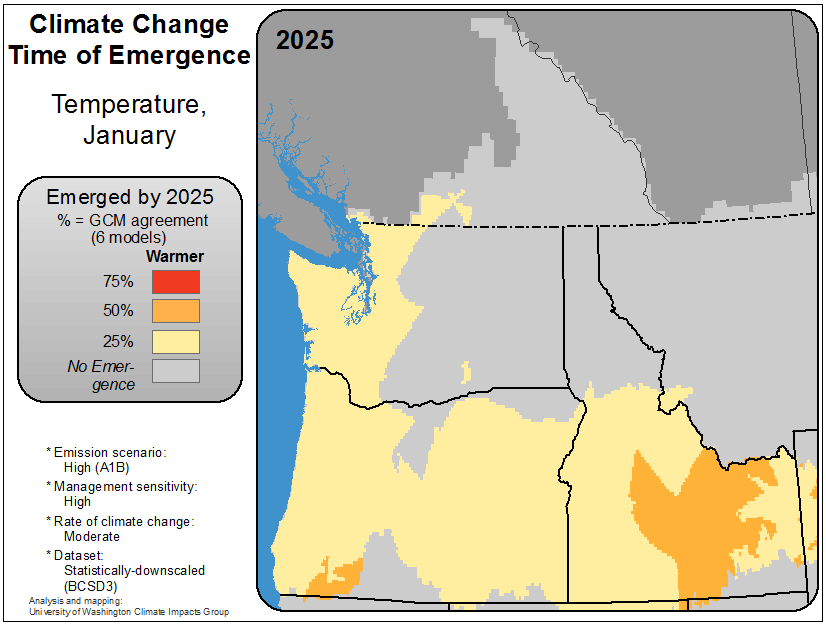 Climate Change
Time of Emergence
Temperature,
January
2025
Emerged by 2025
% = GCM agreement
(6 models)
Warmer
75%
50%
25%
No Emer-
gence
* Emission scenario:
High (A1B)
* Management sensitivity:
High
* Rate of climate change:
Moderate
* Dataset:
Statistically-downscaled
(BCSD3)
Analysis and mapping:
University of Washington Climate Impacts Group